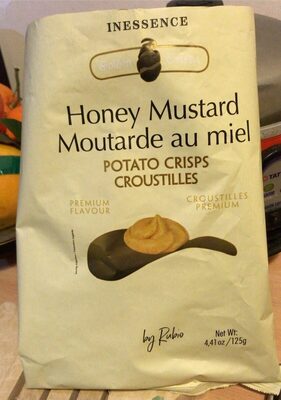 INESSENCE
Honey Mustard
Moutarde au miel
POTATO CRISPS
CROUSTILLES
PREMIUM
FLAVOUR
CROUSTILLES
PREMIUM
by Rubio
Net Wt:
4,41oz/125g